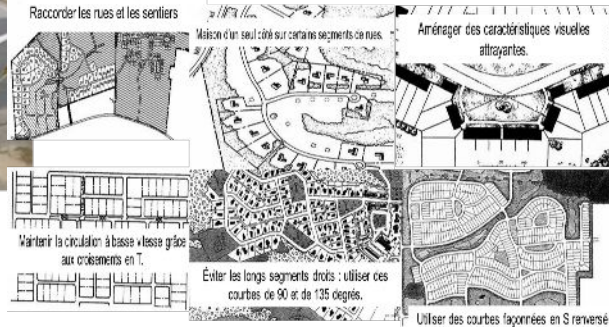 Raccorder les rues et les sentiers
Maison d'un seul côté sur certains segments de rues.
Aménager des caractéristiques visuelles
attrayantes.
Maintenir la circulation à basse vitesse grâce
aux croisements en T.
Éviter les longs segments droits : utiliser des
courbes de 90 et de 135 degrés.
Utiliser des courbes façonnées en S renversé